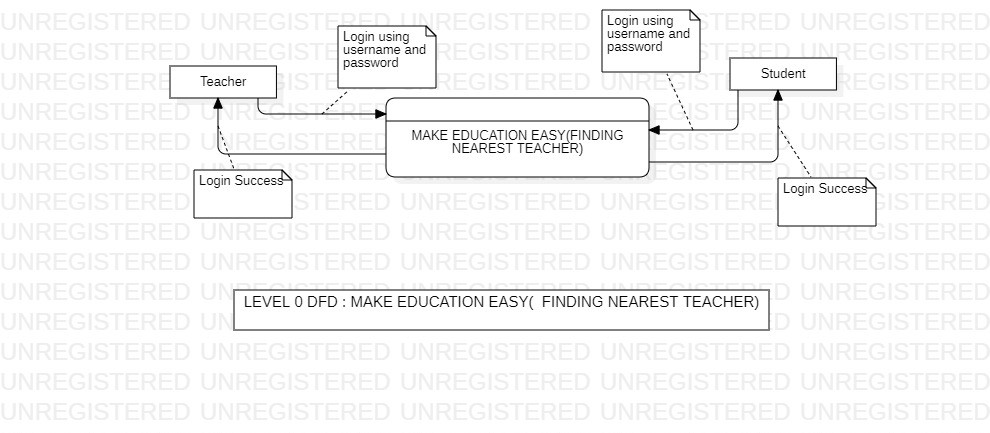 UNREGISTERED UNREGISTERED UNREGISTERED UNREGISTERED UNREGISTERED
Login using
username and
password
Login using
username and
password
Teacher
Student
MAKE EDUCATION EASY(FINDING
NEAREST TEACHER)
Login Success
Login Success
LEVEL 0 DFD : MAKE EDUCATION EASY(  FINDING NEAREST TEACHER)